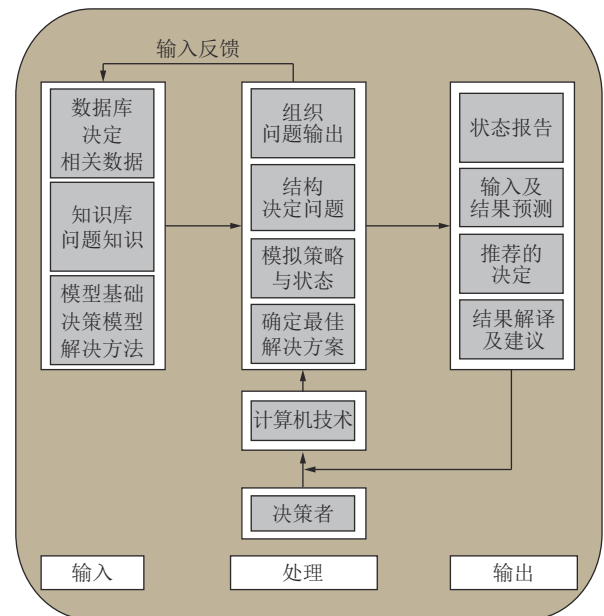 输入反馈
数据库
决定
相关数据
知识库
问题知识
模型基础
决策模型
解决方法
组织
问题输出
结构
决定问题
模拟策略
与状态
确定最佳
解决方案
计算机技术
决策者
状态报告
输入及
结果预测
推荐的
决定
结果解译
及建议
输入
处理
输出